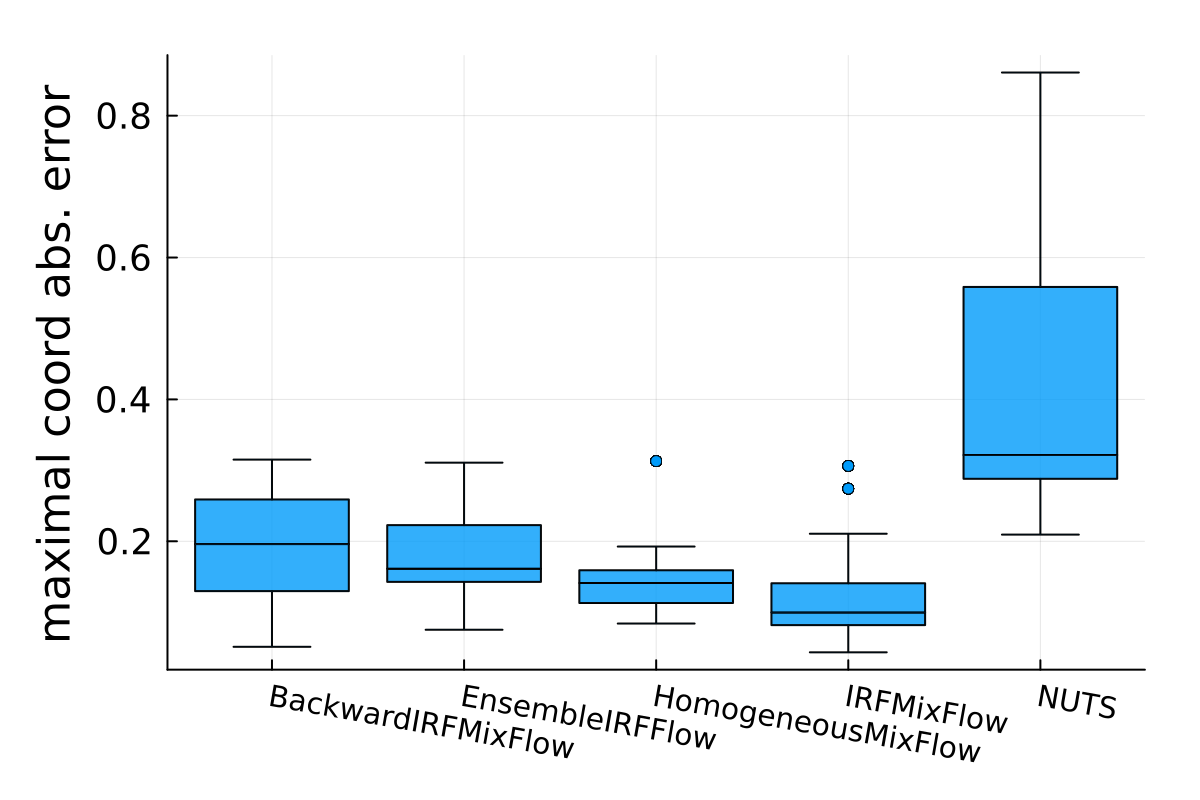 maximal coord abs. error
0.8
0.6
0.4
0.2
BackwardIRFMixFlow
EnsembleIRFFlow
HomogeneousMixFlow
IRFMixFlow
NUTS